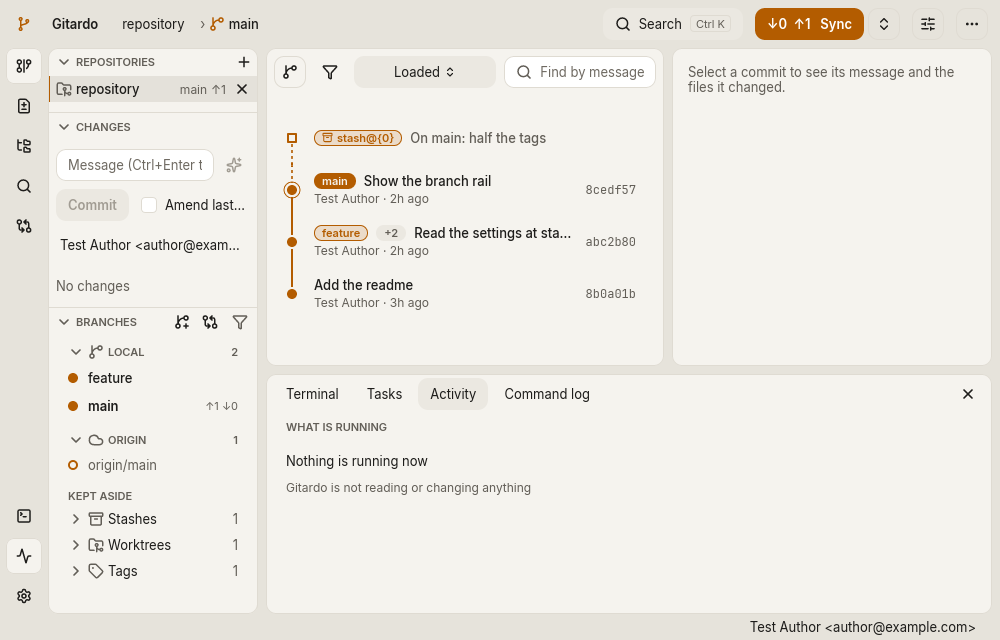 Gitardo repository › main Search Ctrl K ↓0 ↑1 Sync
REPOSITORIES
repository main ↑1
CHANGES
Message (Ctrl+Enter t
Commit Amend last...
Test Author <author@exam...
No changes
BRANCHES
LOCAL 2
feature
main ↑1 ↓0
ORIGIN 1
origin/main
KEPT ASIDE
Stashes 1
Worktrees 1
Tags 1
Loaded Find by message
stash@{0} On main: half the tags
main Show the branch rail
Test Author · 2h ago 8cedf57
feature +2 Read the settings at sta...
Test Author · 2h ago abc2b80
Add the readme
Test Author · 3h ago 8b0a01b
Select a commit to see its message and the
files it changed.
Terminal Tasks Activity Command log
WHAT IS RUNNING
Nothing is running now
Gitardo is not reading or changing anything
Test Author <author@example.com>